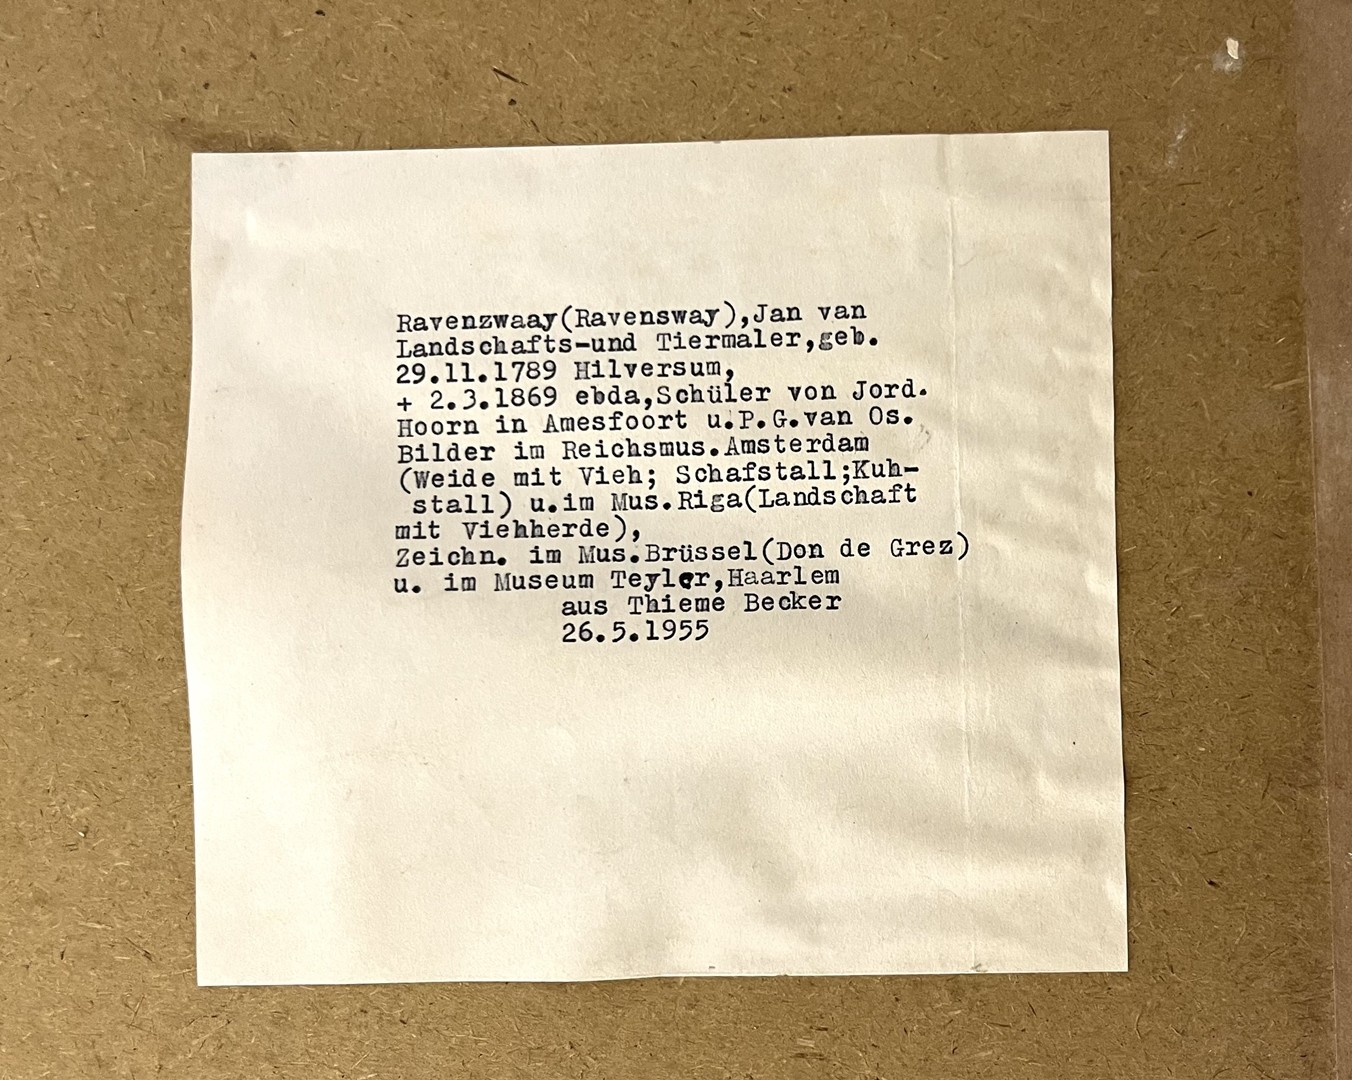 Ravenzwaay(Ravensway),Jan van
Landschafts-und Tiermaler,geb.
29.11.1789 Hilversum,
+ 2.3.1869 ebda,Schüler von Jord.
Hoorn in Amesfoort u.P.G.van Os.
Bilder im Reichsmus.Amsterdam
(Weide mit Vieh; Schafstall;Kuh-
stall) u.im Mus.Riga(Landschaft
mit Viehherde),
Zeichn. im Mus.Brüssel(Don de Grez)
u. im Museum Teyler,Haarlem
aus Thieme Becker
26.5.1955